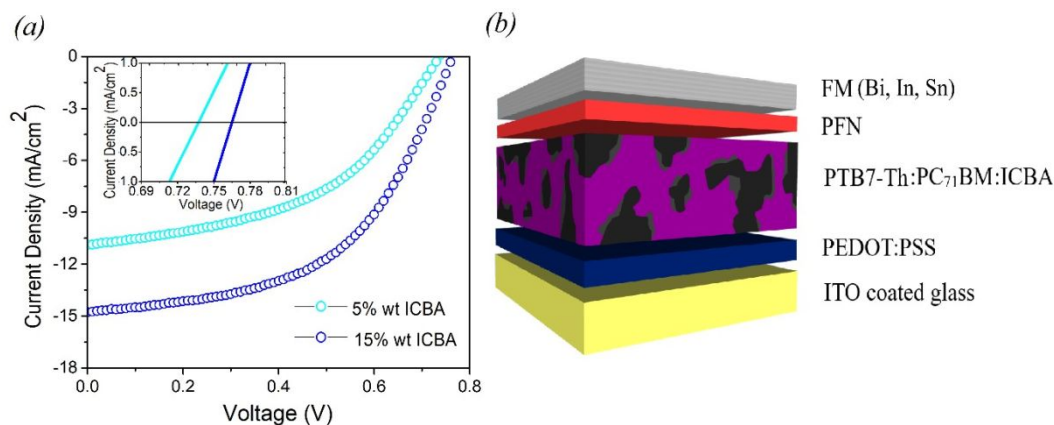 (a)
Current Density (mA/cm²)
0
-3
-6
-9
-12
-15
-18
0.0 0.2 0.4 0.6 0.8
Voltage (V)
Current Density (mA/cm²)
1.0
0.5
0.0
0.5
1.0
0.69 0.72 0.75 0.78 0.81
Voltage (V)
5% wt ICBA
15% wt ICBA
(b)
FM (Bi, In, Sn)
PFN
PTB7-Th:PC₇₁BM:ICBA
PEDOT:PSS
ITO coated glass